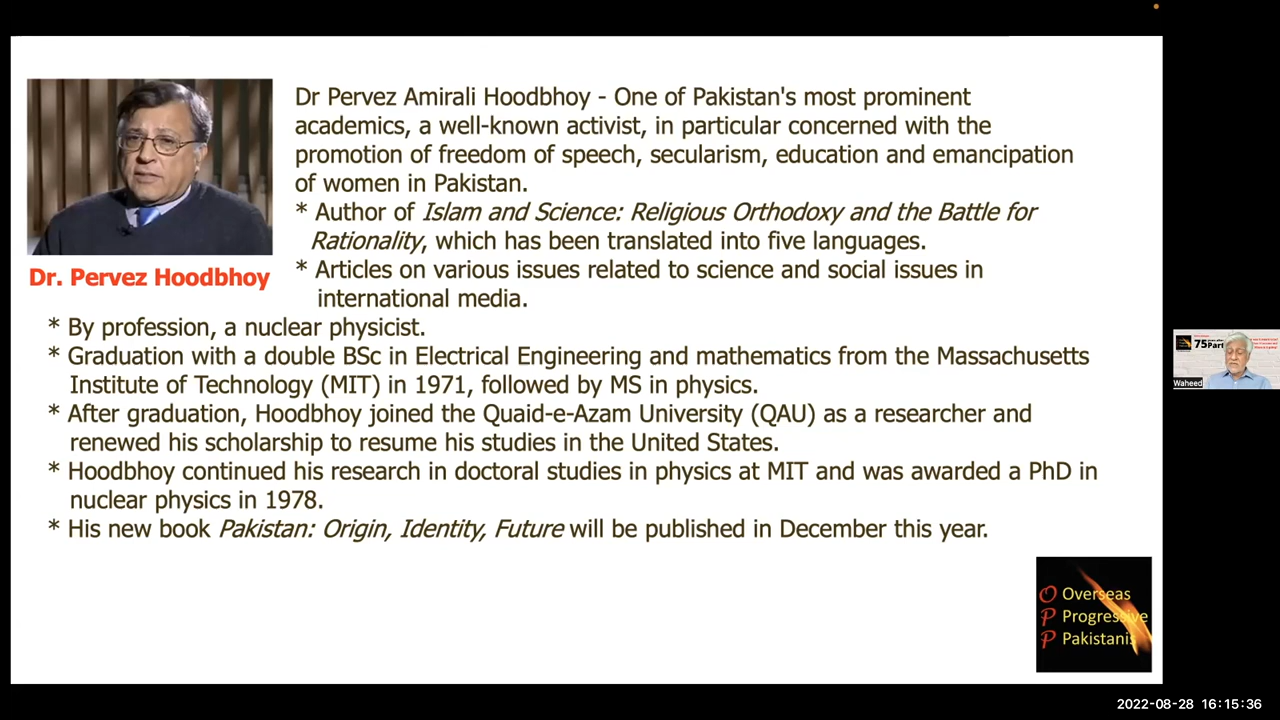 Dr Pervez Amirali Hoodbhoy - One of Pakistan's most prominent
academics, a well-known activist, in particular concerned with the
promotion of freedom of speech, secularism, education and emancipation
of women in Pakistan.
* Author of Islam and Science: Religious Orthodoxy and the Battle for
Rationality, which has been translated into five languages.
* Articles on various issues related to science and social issues in
international media.
Dr. Pervez Hoodbhoy
* By profession, a nuclear physicist.
* Graduation with a double BSc in Electrical Engineering and mathematics from the Massachusetts
Institute of Technology (MIT) in 1971, followed by MS in physics.
* After graduation, Hoodbhoy joined the Quaid-e-Azam University (QAU) as a researcher and
renewed his scholarship to resume his studies in the United States.
* Hoodbhoy continued his research in doctoral studies in physics at MIT and was awarded a PhD in
nuclear physics in 1978.
* His new book Pakistan: Origin, Identity, Future will be published in December this year.
O Overseas
P Progressive
P Pakistanis
75
Part
Waheed
2022-08-28 16:15:36